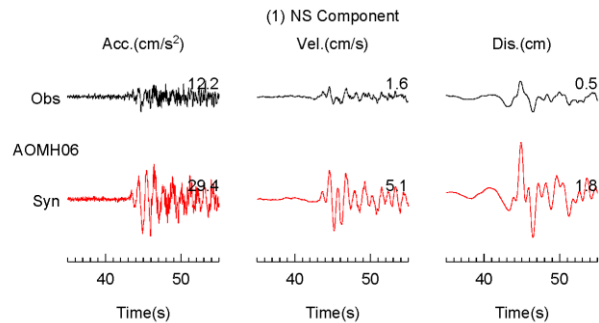 (1) NS Component
Acc.(cm/s²) Vel.(cm/s) Dis.(cm)
12.2 1.6 0.5
Obs
AOMH06
29.4 5.1 1.8
Syn
40 50 40 50 40 50
Time(s) Time(s) Time(s)